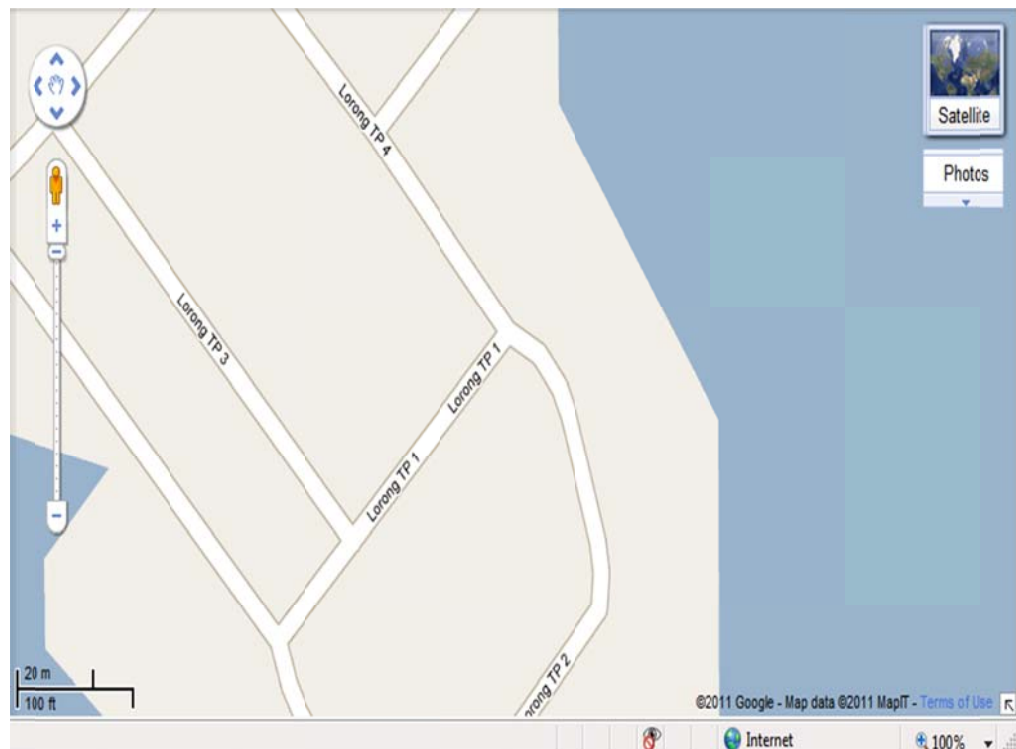 Satellite
Photos
Lorong TP 4
Lorong TP 3
Lorong TP 1
Lorong TP 1
orong TP 2
20 m
100 ft
©2011 Google - Map data ©2011 MapIT - Terms of Use
Internet
100%